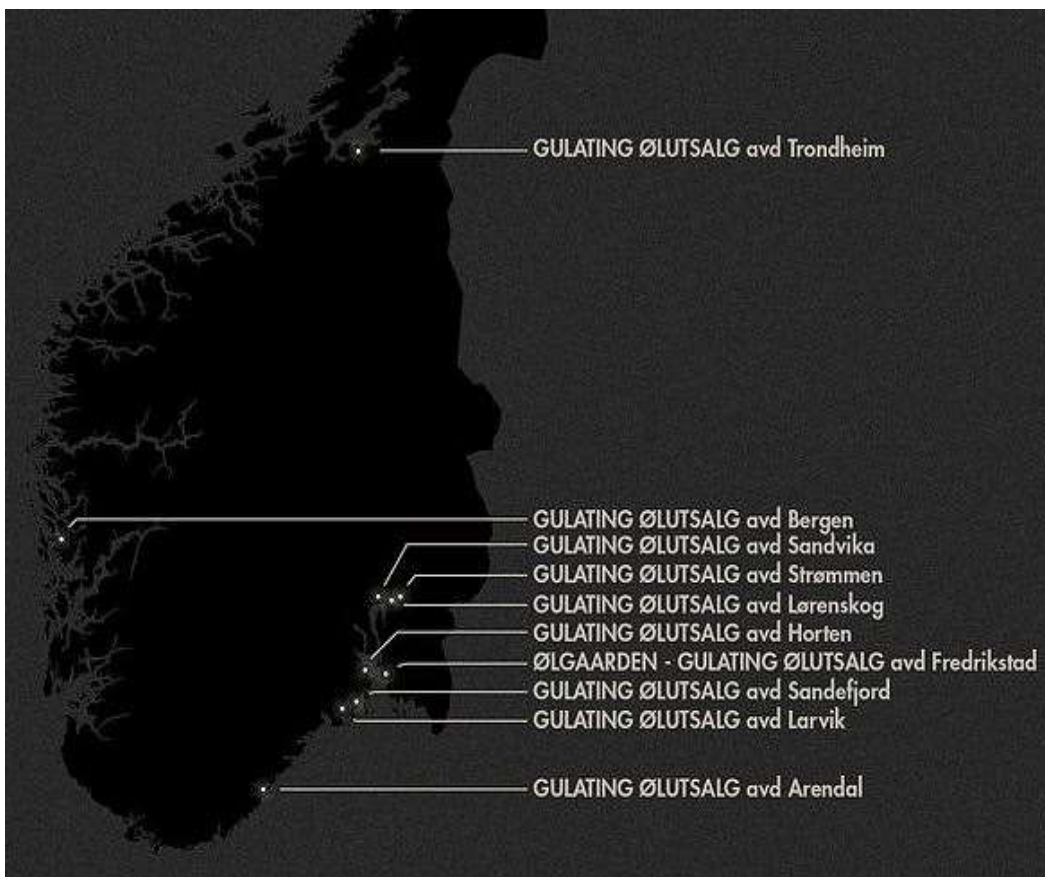 GULATING ØLUTSALG avd Trondheim
GULATING ØLUTSALG avd Bergen
GULATING ØLUTSALG avd Sandvika
GULATING ØLUTSALG avd Strømmen
GULATING ØLUTSALG avd Lørenskog
GULATING ØLUTSALG avd Horten
ØLGAARDEN - GULATING ØLUTSALG avd Fredrikstad
GULATING ØLUTSALG avd Sandefjord
GULATING ØLUTSALG avd Larvik
GULATING ØLUTSALG avd Arendal